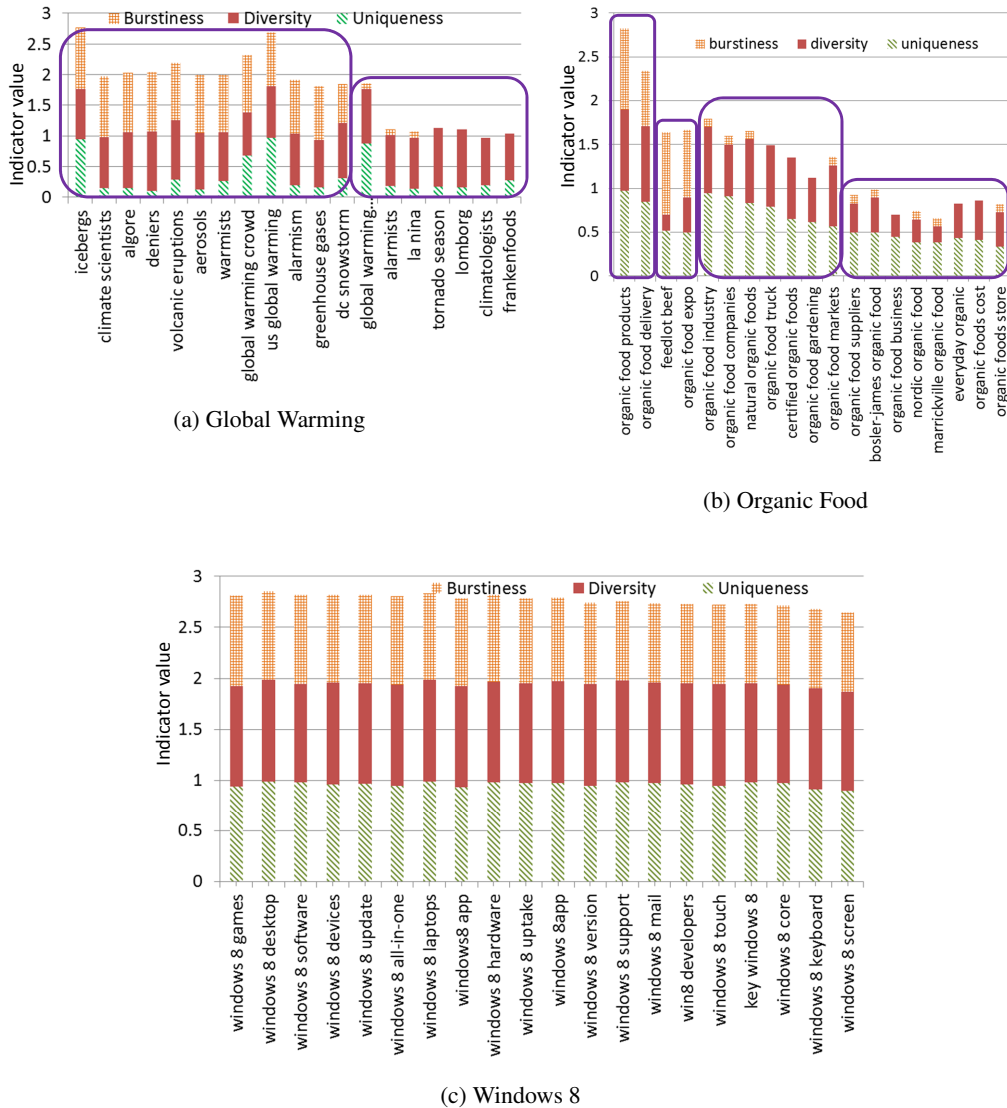 Burstiness Diversity Uniqueness
3
2.5
2
1.5
1
0.5
0
Indicator value
icebergs
climate scientists
algore
deniers
volcanic eruptions
aerosols
warmists
global warming crowd
us global warming
alarmism
greenhouse gases
dc snowstorm
global warming...
alarmists
la nina
tornado season
lomborg
climatologists
frankenfoods
(a) Global Warming
3
2.5
2
1.5
1
0.5
0
Indicator value
burstiness diversity uniqueness
organic food products
organic food delivery
feedlot beef
organic food expo
organic food industry
organic food companies
natural organic foods
organic food truck
certified organic foods
organic food gardening
organic food markets
organic food suppliers
bosler-james organic food
organic food business
nordic organic food
marrickville organic food
everyday organic
organic foods cost
organic foods store
(b) Organic Food
3
2.5
2
1.5
1
0.5
0
Indicator value
Burstiness Diversity Uniqueness
windows 8 games
windows 8 desktop
windows 8 software
windows 8 devices
windows 8 update
windows 8 all-in-one
windows 8 laptops
windows8 app
windows 8 hardware
windows 8 uptake
windows 8app
windows 8 version
windows 8 support
windows 8 mail
win8 developers
windows 8 touch
key windows 8
windows 8 core
windows 8 keyboard
windows 8 screen
(c) Windows 8